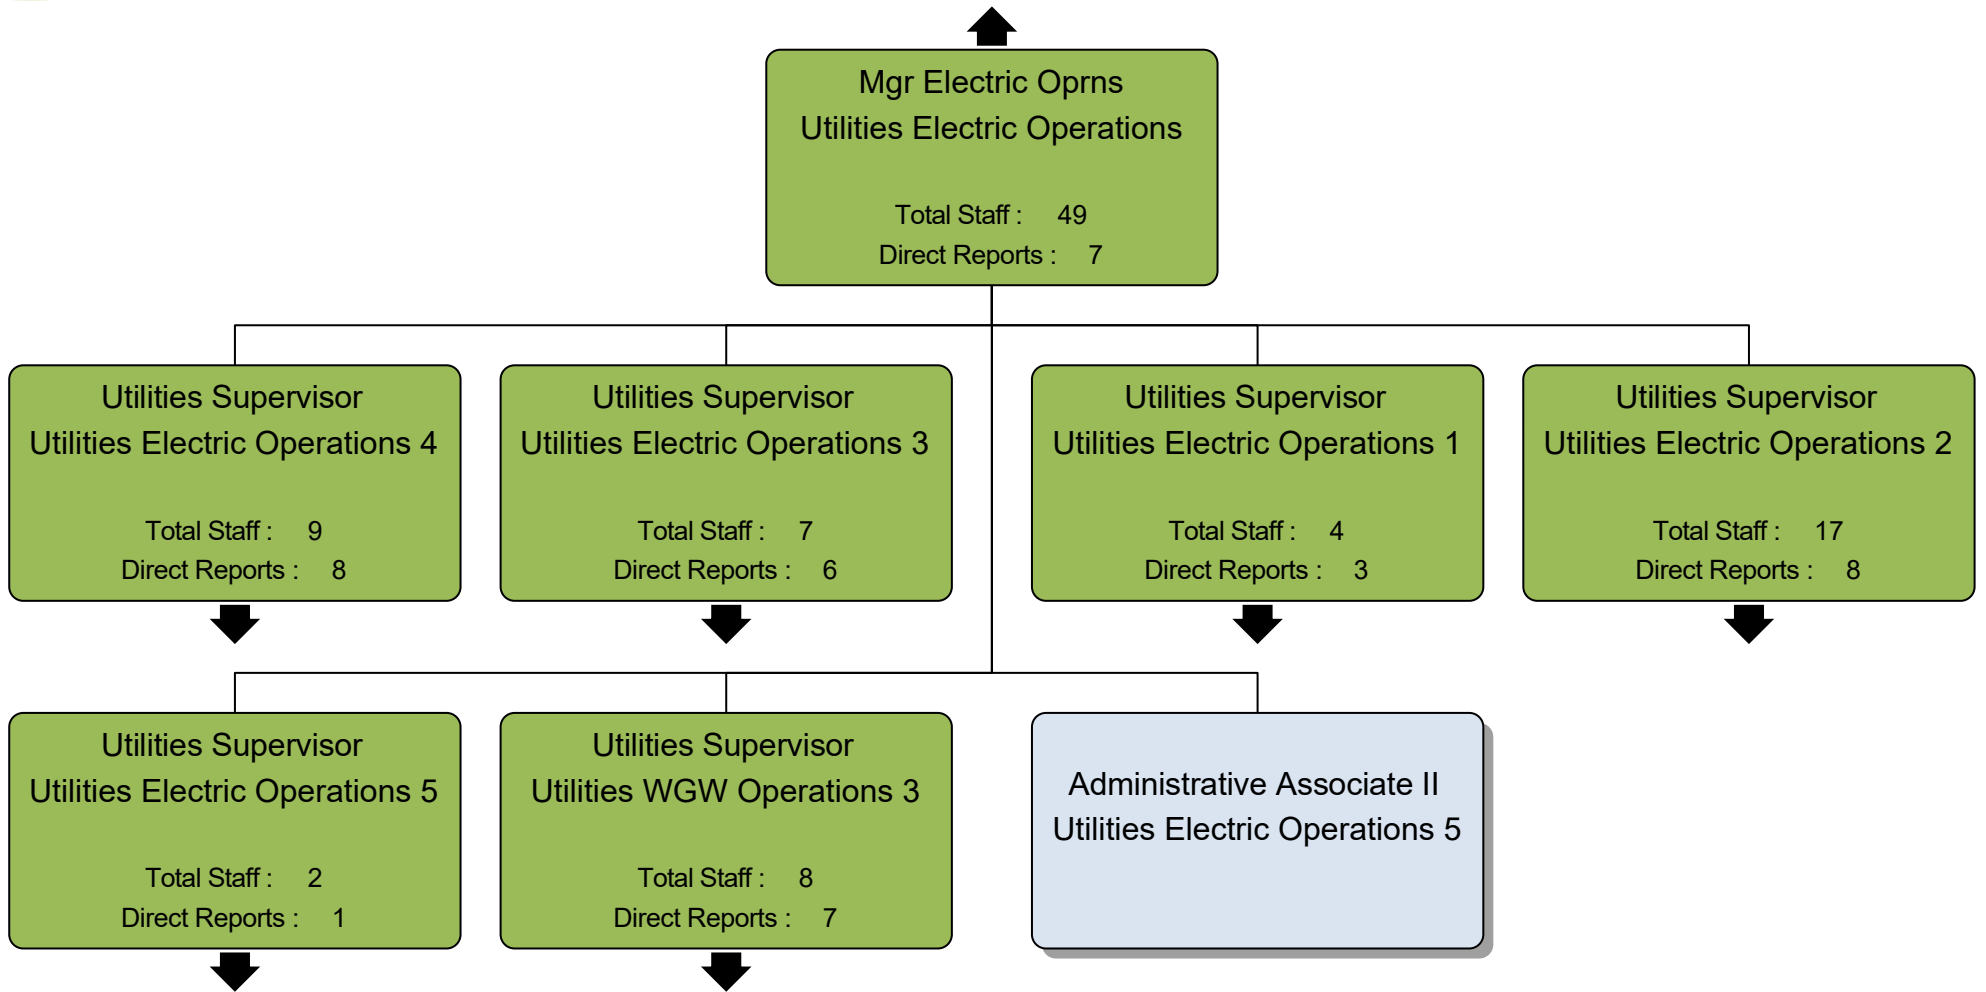 Mgr Electric Oprns
Utilities Electric Operations
Total Staff : 49
Direct Reports : 7
Utilities Supervisor
Utilities Electric Operations 4
Total Staff : 9
Direct Reports : 8
Utilities Supervisor
Utilities Electric Operations 3
Total Staff : 7
Direct Reports : 6
Utilities Supervisor
Utilities Electric Operations 1
Total Staff : 4
Direct Reports : 3
Utilities Supervisor
Utilities Electric Operations 2
Total Staff : 17
Direct Reports : 8
Utilities Supervisor
Utilities Electric Operations 5
Total Staff : 2
Direct Reports : 1
Utilities Supervisor
Utilities WGW Operations 3
Total Staff : 8
Direct Reports : 7
Administrative Associate II
Utilities Electric Operations 5